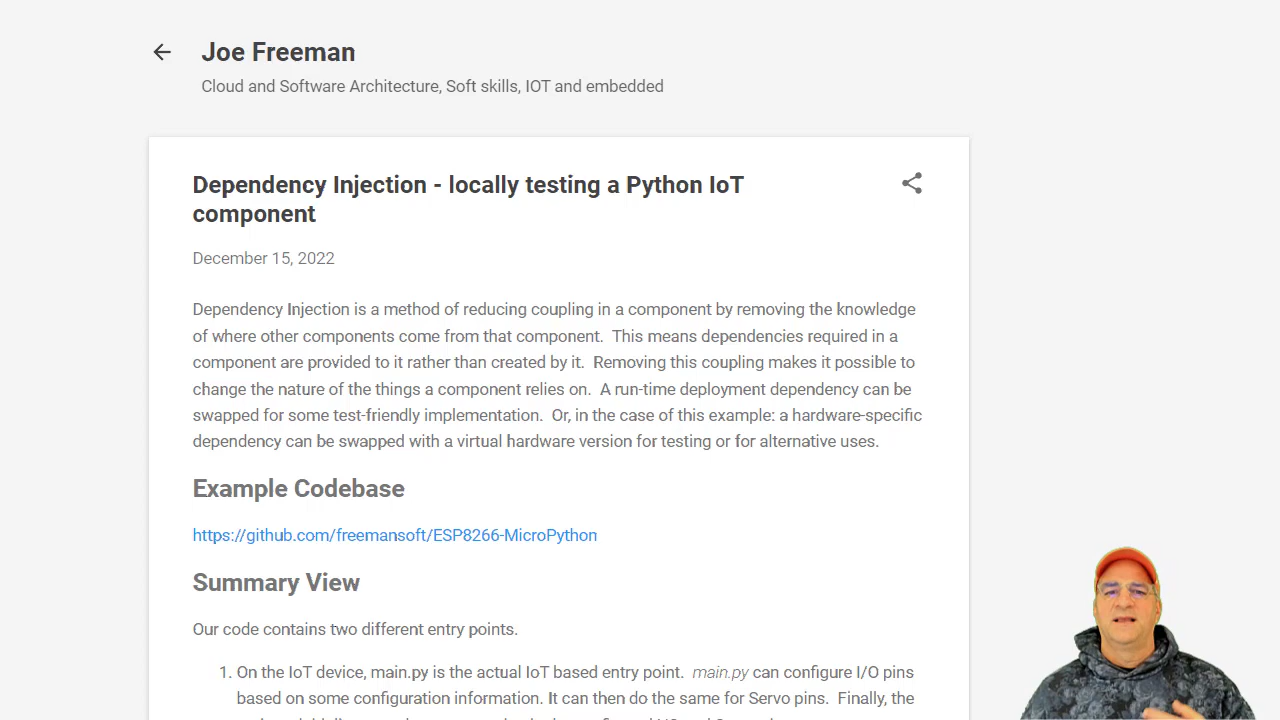 Joe Freeman
Cloud and Software Architecture, Soft skills, IOT and embedded
Dependency Injection - locally testing a Python IoT
component
December 15, 2022
Dependency Injection is a method of reducing coupling in a component by removing the knowledge
of where other components come from that component.  This means dependencies required in a
component are provided to it rather than created by it.  Removing this coupling makes it possible to
change the nature of the things a component relies on.  A run-time deployment dependency can be
swapped for some test-friendly implementation.  Or, in the case of this example: a hardware-specific
dependency can be swapped with a virtual hardware version for testing or for alternative uses.
Example Codebase
https://github.com/freemansoft/ESP8266-MicroPython
Summary View
Our code contains two different entry points.
1. On the IoT device, main.py is the actual IoT based entry point.  main.py can configure I/O pins
based on some configuration information. It can then do the same for Servo pins.  Finally, the